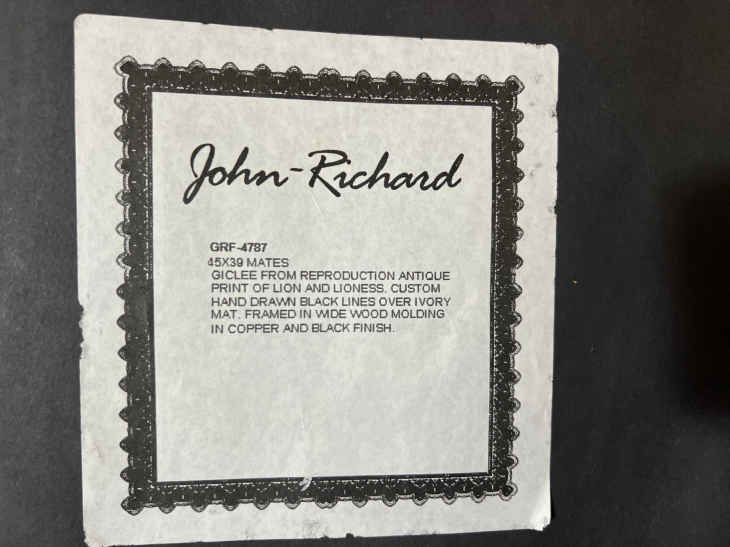 John-Richard
GRF-4787
45X39 MATES
GICLEE FROM REPRODUCTION ANTIQUE
PRINT OF LION AND LIONESS. CUSTOM
HAND DRAWN BLACK LINES OVER IVORY
MAT. FRAMED IN WIDE WOOD MOLDING
IN COPPER AND BLACK FINISH.